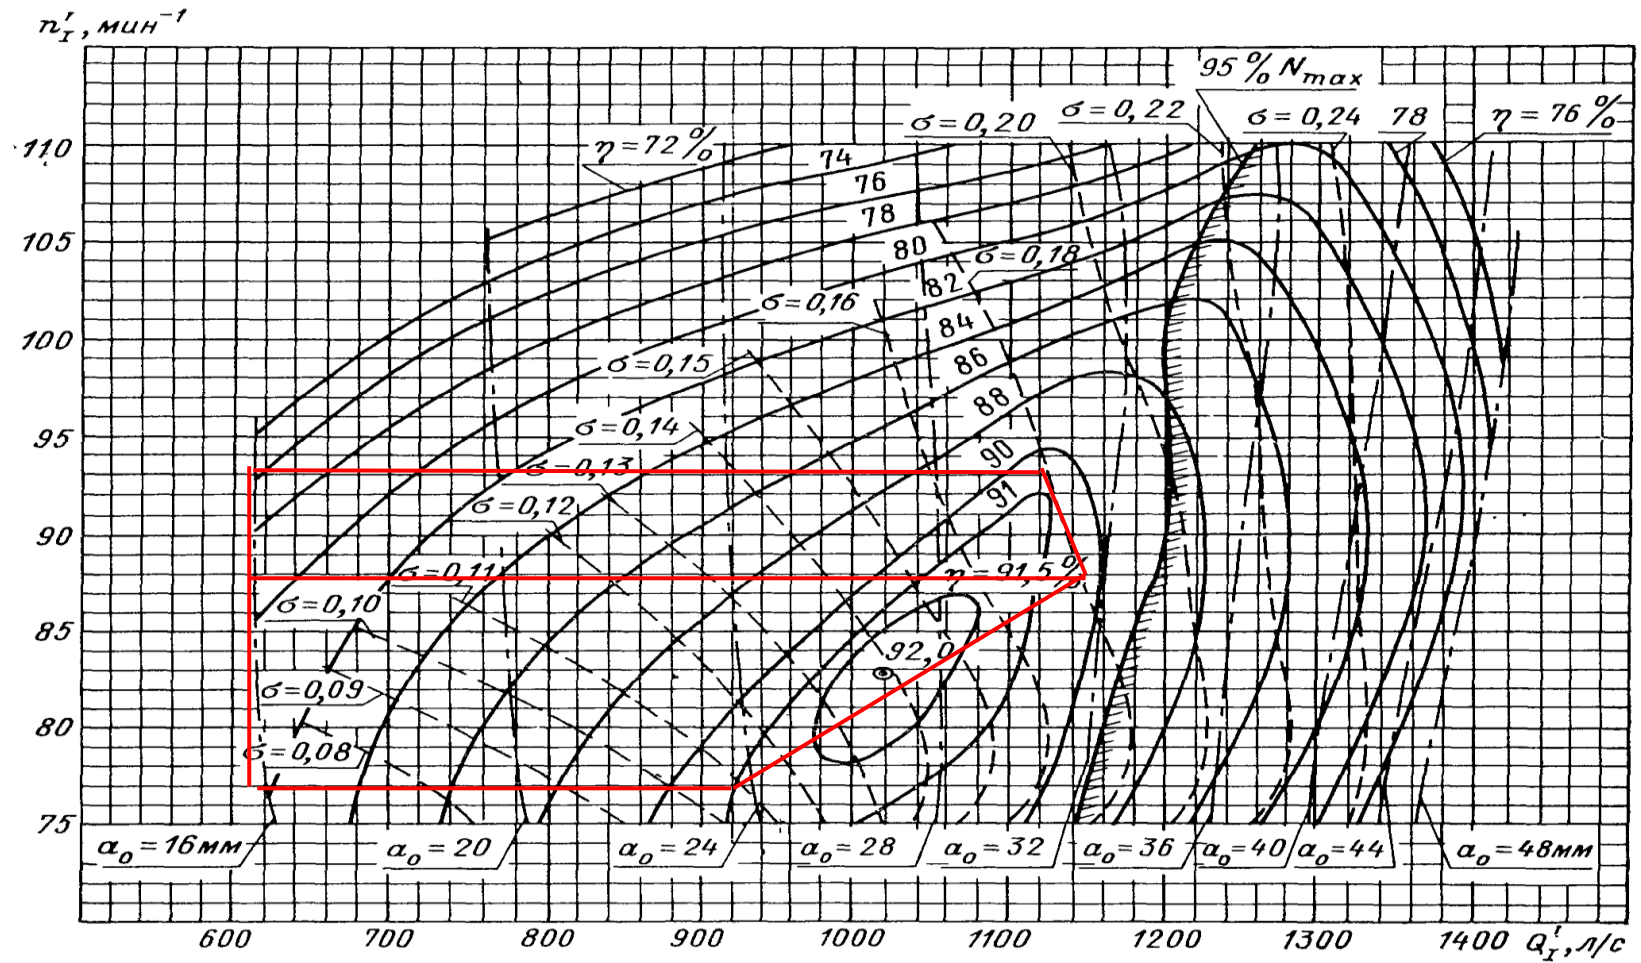 n'I, мин⁻¹
95 % Nmax
σ=0,20
σ=0,22
σ=0,24
78
η=76%
η=72%
110
74
76
78
80
105
σ=0,18
82
σ=0,16
84
100
σ=0,15
86
88
95
σ=0,14
90
σ=0,13
91
σ=0,12
90
σ=0,11
η=91,5%
σ=0,10
85
92,0
σ=0,09
80
σ=0,08
75
a₀=16мм
a₀=20
a₀=24
a₀=28
a₀=32
a₀=36
a₀=40
a₀=44
a₀=48мм
600 700 800 900 1000 1100 1200 1300 1400 Q'I, л/с